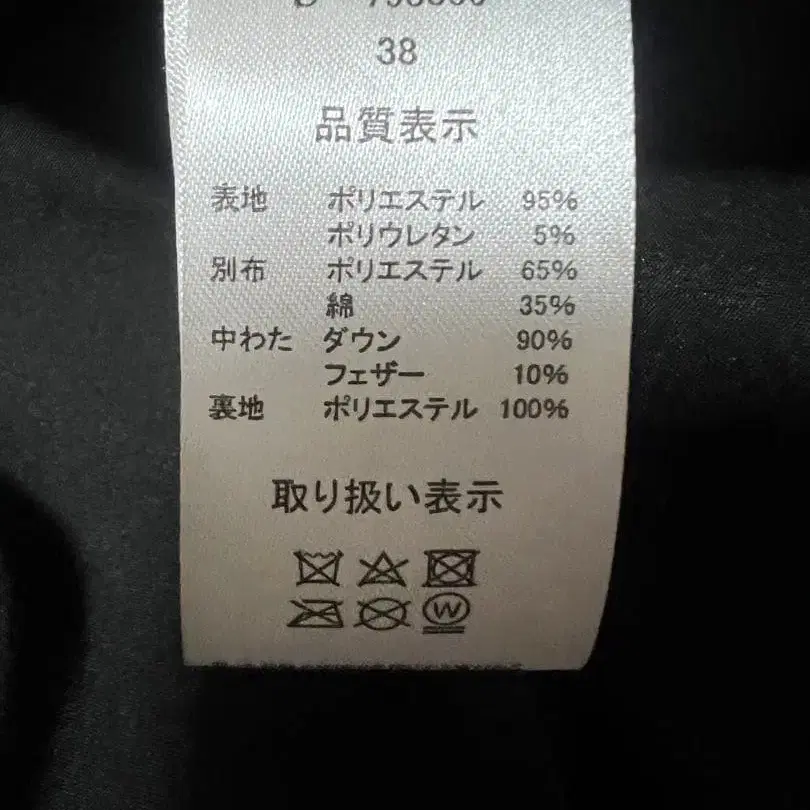 38
品質表示
表地 ポリエステル 95%
ポリウレタン 5%
別布 ポリエステル 65%
綿 35%
中わた ダウン 90%
フェザー 10%
裏地 ポリエステル 100%
取り扱い表示
W